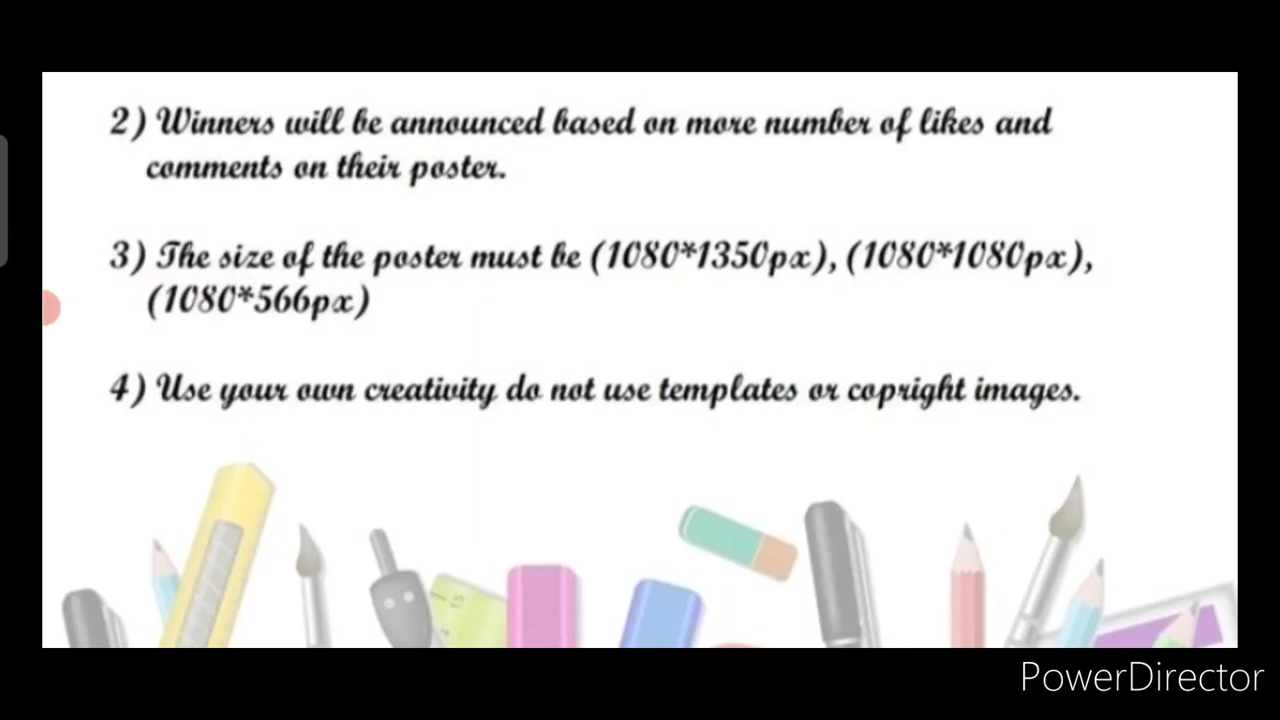 2) Winners will be announced based on more number of likes and
comments on their poster.
3) The size of the poster must be (1080*1350px), (1080*1080px),
(1080*566px)
4) Use your own creativity do not use templates or copright images.
PowerDirector